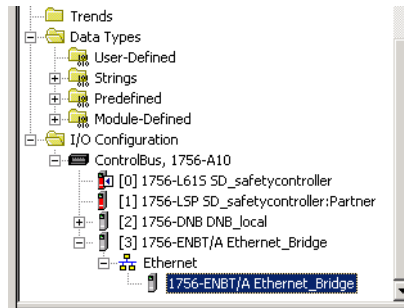 Trends
Data Types
User-Defined
Strings
Predefined
Module-Defined
I/O Configuration
ControlBus, 1756-A10
[0] 1756-L61S SD_safetycontroller
[1] 1756-LSP SD_safetycontroller:Partner
[2] 1756-DNB DNB_local
[3] 1756-ENBT/A Ethernet_Bridge
Ethernet
1756-ENBT/A Ethernet_Bridge